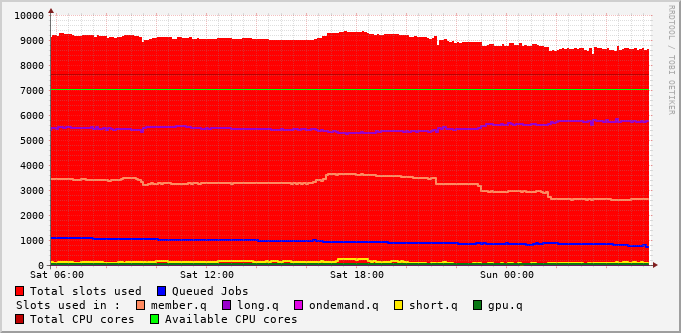 10000
9000
8000
7000
6000
5000
4000
3000
2000
1000
0
Sat 06:00 Sat 12:00 Sat 18:00 Sun 00:00
Total slots used Queued Jobs
Slots used in : member.q long.q ondemand.q short.q gpu.q
Total CPU cores Available CPU cores
RRDTOOL / TOBI OETIKER